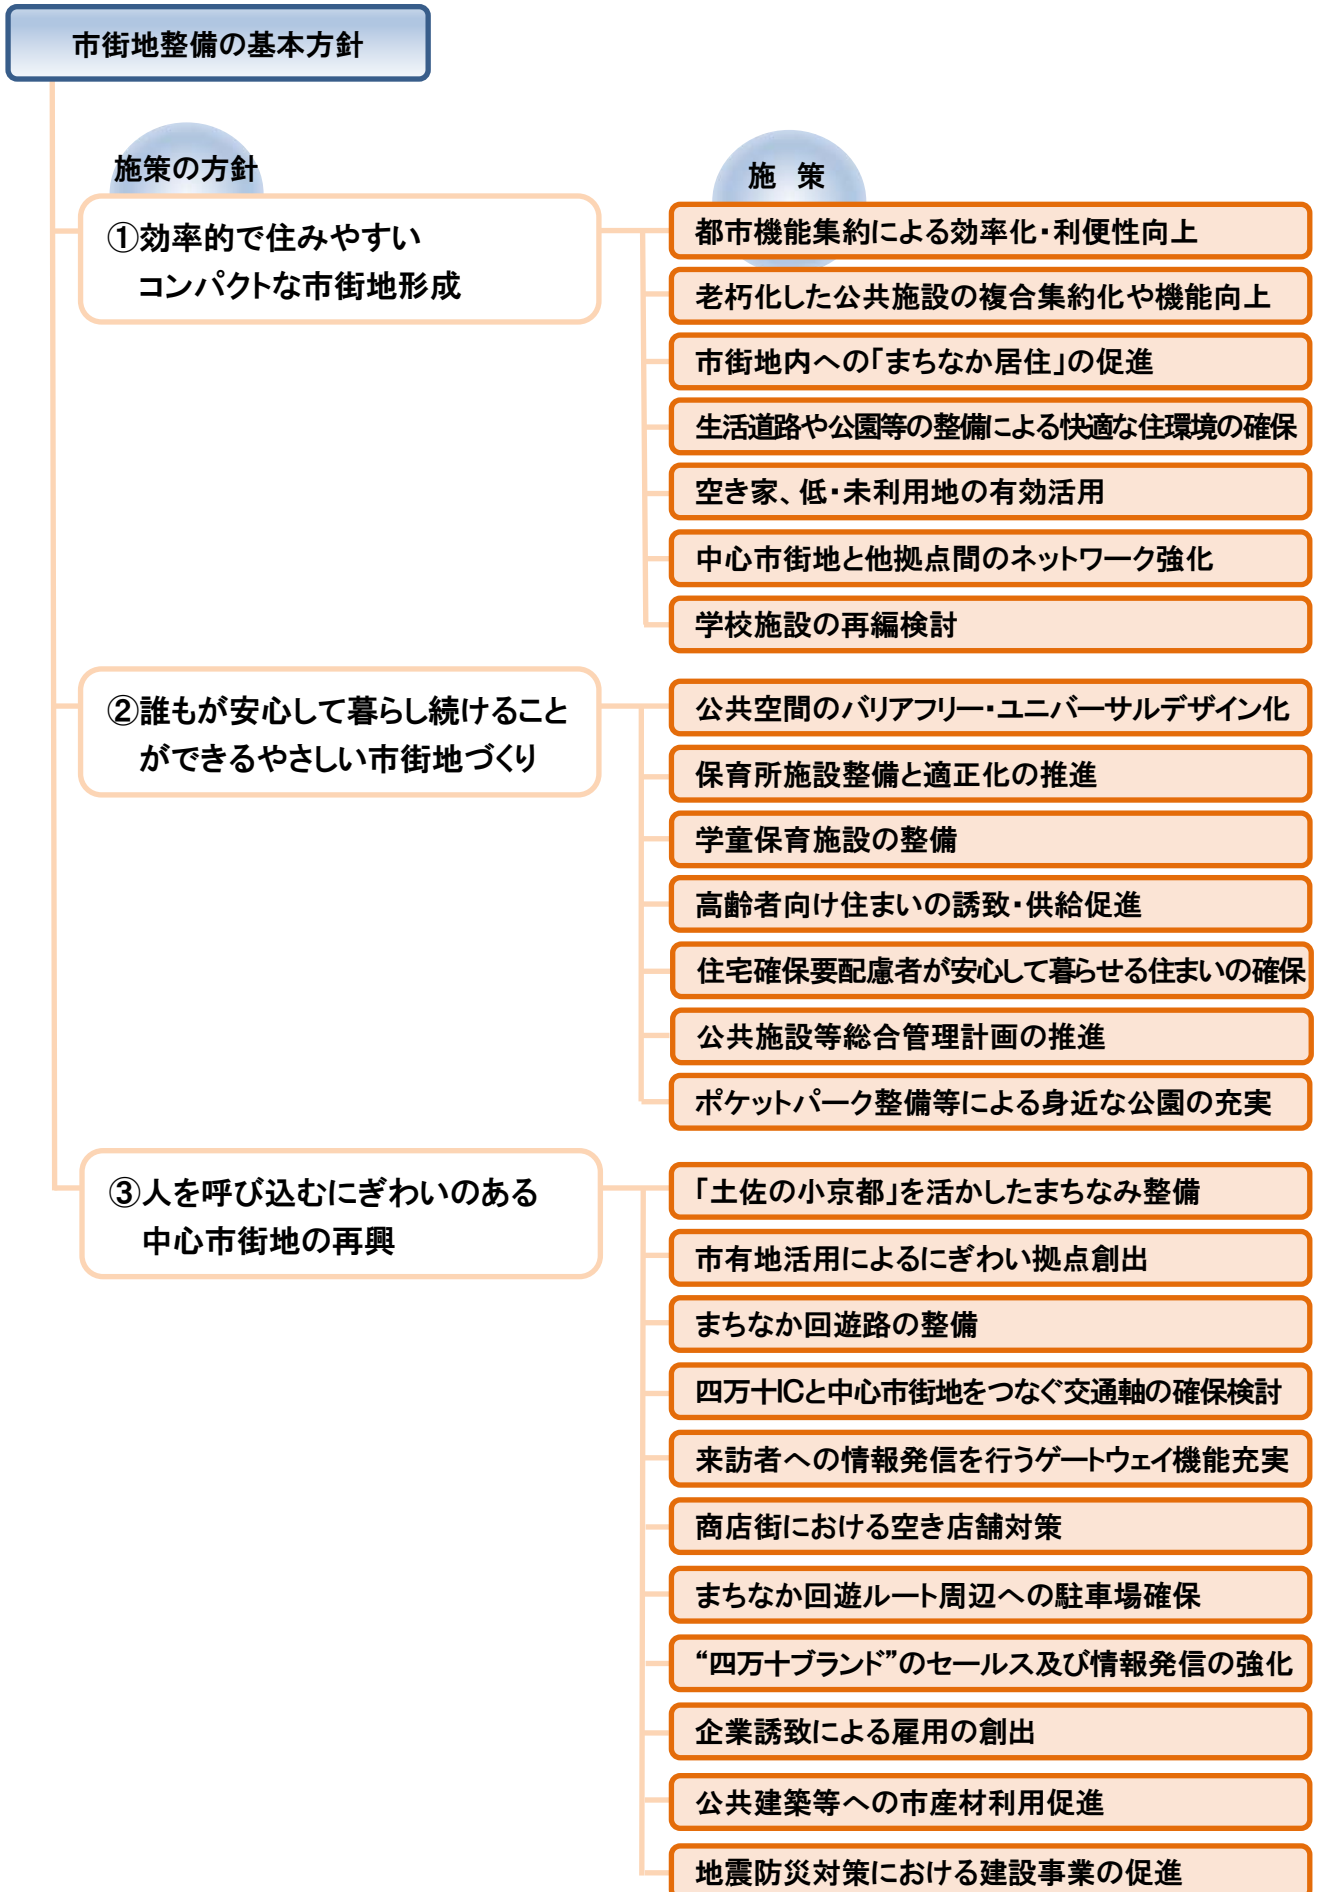 市街地整備の基本方針
施策の方針
施 策
①効率的で住みやすい
コンパクトな市街地形成
都市機能集約による効率化・利便性向上
老朽化した公共施設の複合集約化や機能向上
市街地内への「まちなか居住」の促進
生活道路や公園等の整備による快適な住環境の確保
空き家、低・未利用地の有効活用
中心市街地と他拠点間のネットワーク強化
学校施設の再編検討
②誰もが安心して暮らし続けること
ができるやさしい市街地づくり
公共空間のバリアフリー・ユニバーサルデザイン化
保育所施設整備と適正化の推進
学童保育施設の整備
高齢者向け住まいの誘致・供給促進
住宅確保要配慮者が安心して暮らせる住まいの確保
公共施設等総合管理計画の推進
ポケットパーク整備等による身近な公園の充実
③人を呼び込むにぎわいのある
中心市街地の再興
「土佐の小京都」を活かしたまちなみ整備
市有地活用によるにぎわい拠点創出
まちなか回遊路の整備
四万十ICと中心市街地をつなぐ交通軸の確保検討
来訪者への情報発信を行うゲートウェイ機能充実
商店街における空き店舗対策
まちなか回遊ルート周辺への駐車場確保
“四万十ブランド”のセールス及び情報発信の強化
企業誘致による雇用の創出
公共建築等への市産材利用促進
地震防災対策における建設事業の促進